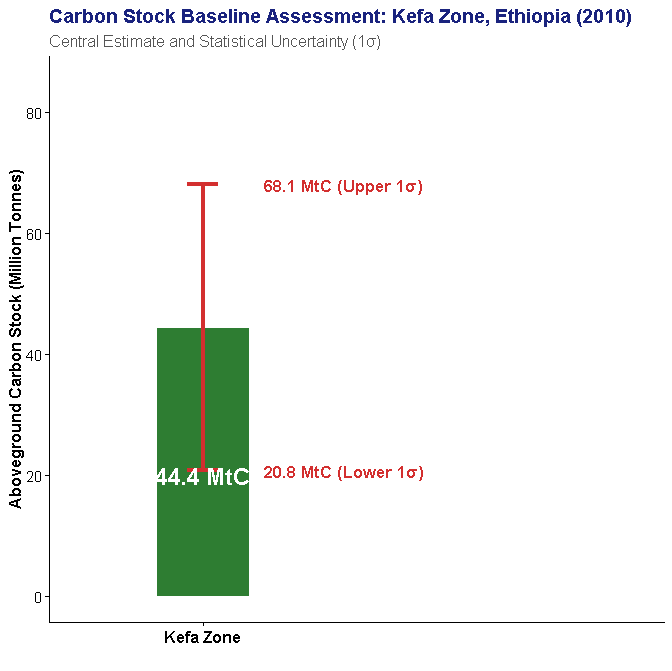 Carbon Stock Baseline Assessment: Kefa Zone, Ethiopia (2010)
Central Estimate and Statistical Uncertainty (1σ)
Aboveground Carbon Stock (Million Tonnes)
80
60
40
20
0
68.1 MtC (Upper 1σ)
44.4 MtC
20.8 MtC (Lower 1σ)
Kefa Zone